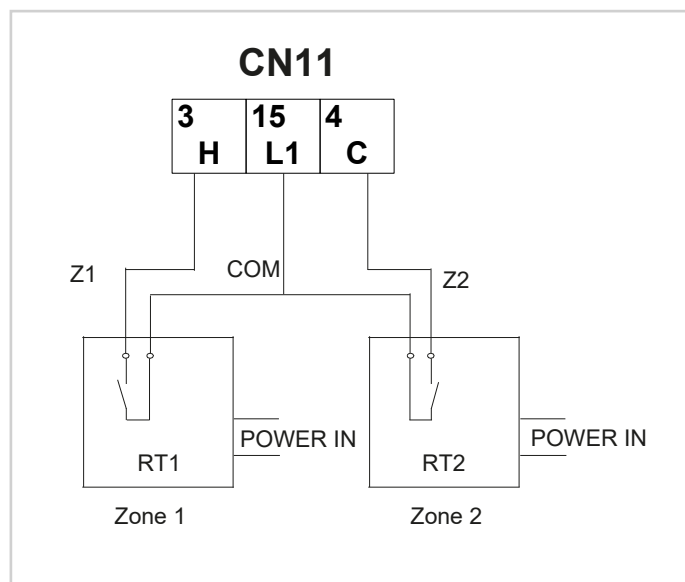 CN11
3 15 4
H L1 C
Z1 COM Z2
POWER IN POWER IN
RT1 RT2
Zone 1 Zone 2